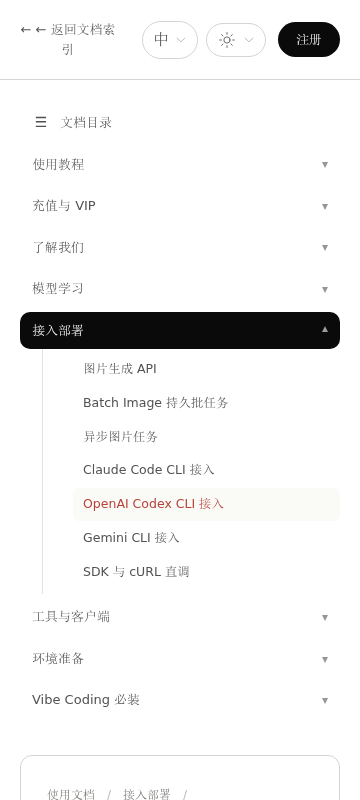 ← ← 返回文档索
引
中
注册
☰ 文档目录
使用教程 ▾
充值与 VIP ▾
了解我们 ▾
模型学习 ▾
接入部署 ▴
图片生成 API
Batch Image 持久批任务
异步图片任务
Claude Code CLI 接入
OpenAI Codex CLI 接入
Gemini CLI 接入
SDK 与 cURL 直调
工具与客户端 ▾
环境准备 ▾
Vibe Coding 必装 ▾
使用文档 / 接入部署 /